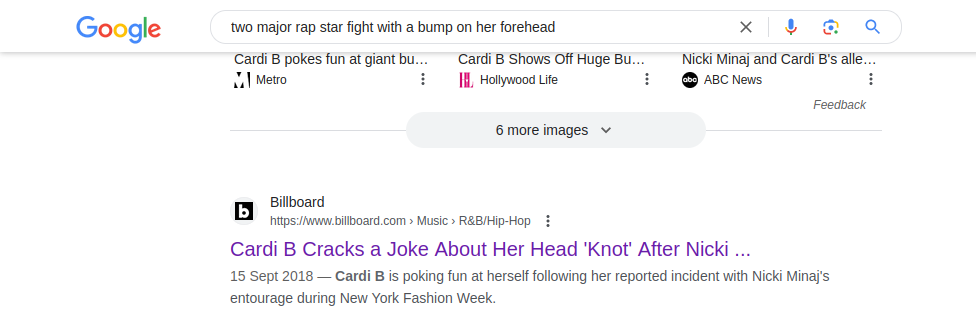 Google
two major rap star fight with a bump on her forehead
Cardi B pokes fun at giant bu... Cardi B Shows Off Huge Bu... Nicki Minaj and Cardi B's alle...
Metro Hollywood Life abc ABC News
Feedback
6 more images
b Billboard
https://www.billboard.com › Music › R&B/Hip-Hop
Cardi B Cracks a Joke About Her Head 'Knot' After Nicki ...
15 Sept 2018 — Cardi B is poking fun at herself following her reported incident with Nicki Minaj's
entourage during New York Fashion Week.